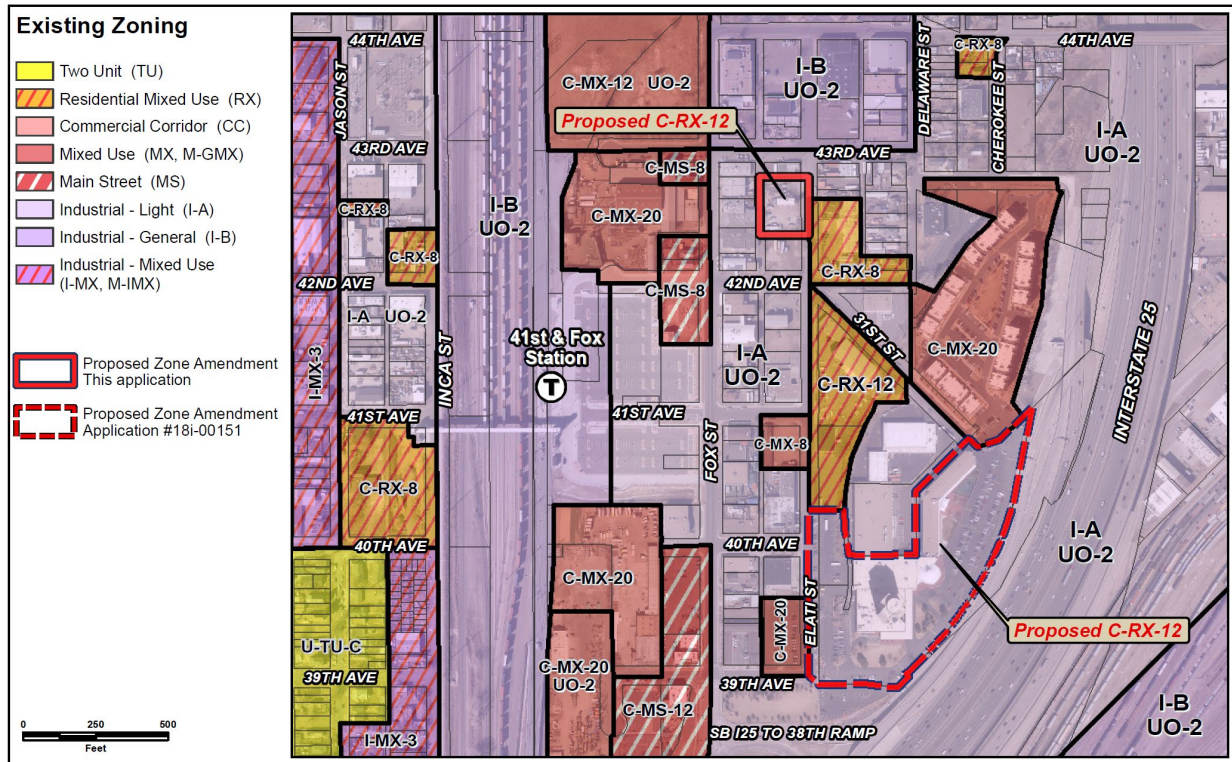 Existing Zoning
Two Unit (TU)
Residential Mixed Use (RX)
Commercial Corridor (CC)
Mixed Use (MX, M-GMX)
Main Street (MS)
Industrial - Light (I-A)
Industrial - General (I-B)
Industrial - Mixed Use
(I-MX, M-IMX)
Proposed Zone Amendment
This application
Proposed Zone Amendment
Application #18i-00151
0 250 500
Feet
44TH AVE
JASON ST
43RD AVE
C-RX-8
C-RX-8
42ND AVE
I-A UO-2
I-MX-3
INCA ST
41ST AVE
C-RX-8
40TH AVE
U-TU-C
39TH AVE
I-MX-3
I-B
UO-2
41st & Fox
Station
T
C-MX-12 UO-2
Proposed C-RX-12
C-MS-8
C-MX-20
C-MS-8
41ST AVE
FOX ST
C-MX-20
C-MX-20
UO-2
C-MS-12
I-B
UO-2
DELAWARE ST
C-RX-8
CHEROKEE ST
44TH AVE
43RD AVE
I-A
UO-2
C-RX-8
42ND AVE
31ST ST
I-A
UO-2
C-RX-12
C-MX-20
INTERSTATE 25
C-MX-8
40TH AVE
ELATI ST
C-MX-20
39TH AVE
I-A
UO-2
Proposed C-RX-12
SB I25 TO 38TH RAMP
I-B
UO-2